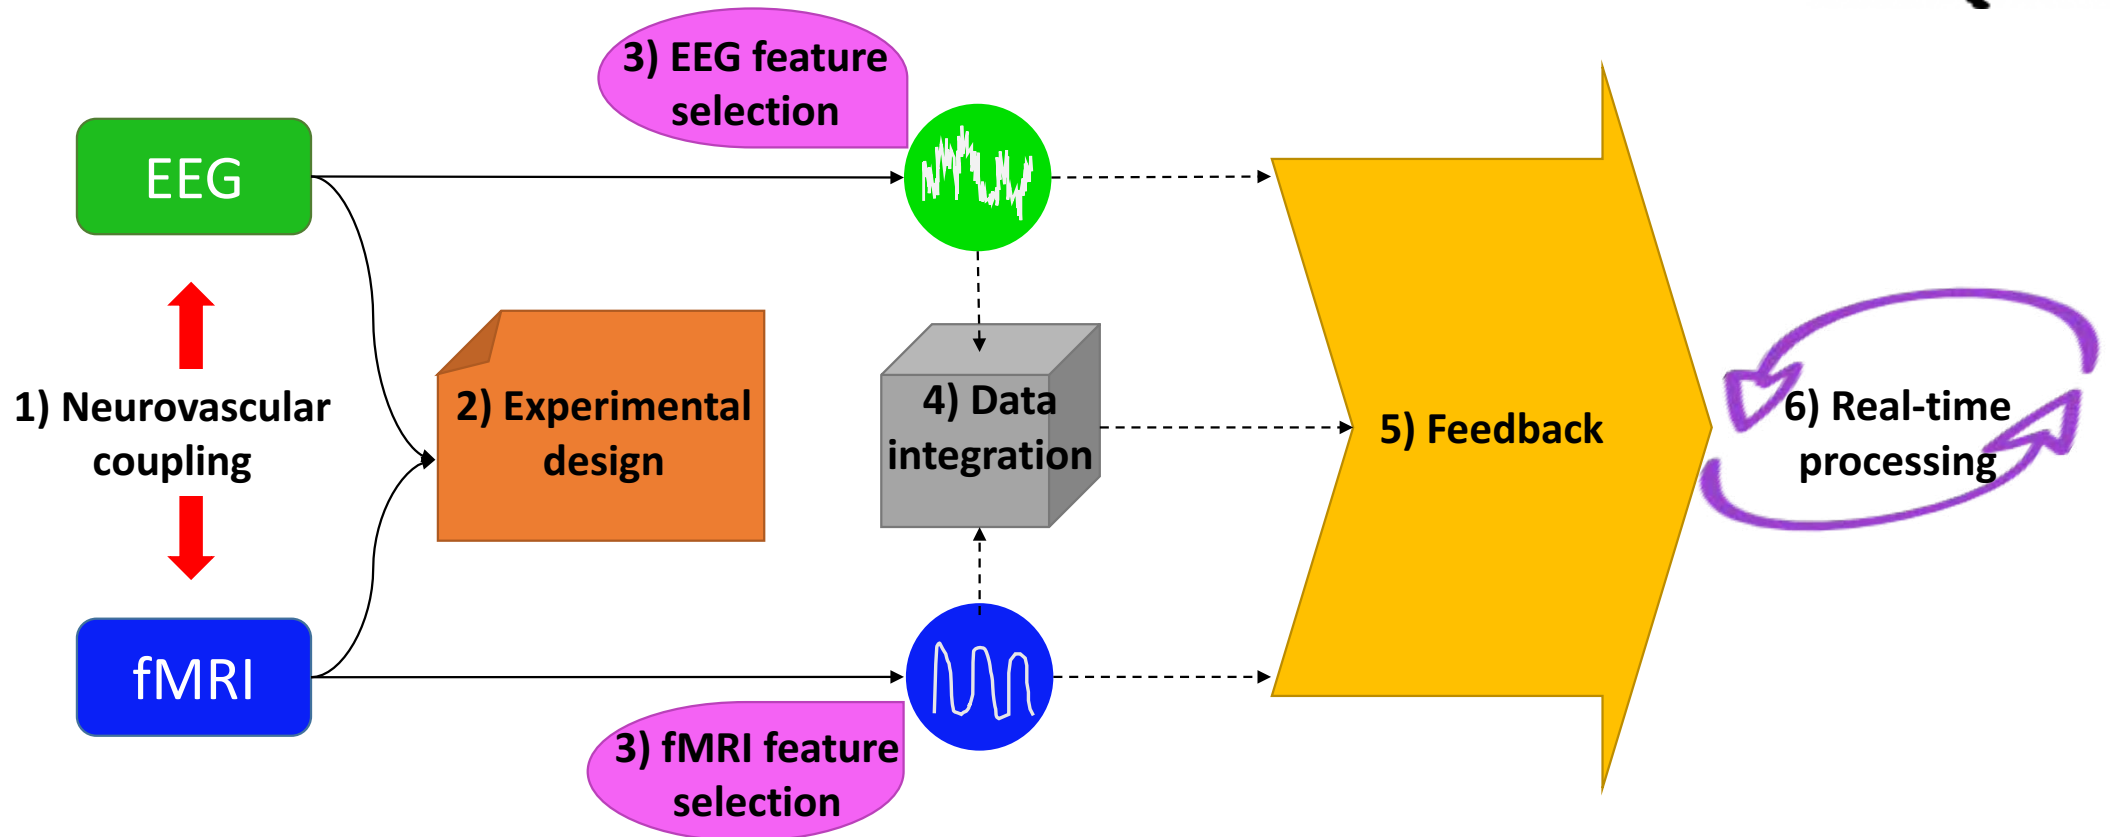 3) EEG feature
selection
EEG
1) Neurovascular
coupling
2) Experimental
design
4) Data
integration
5) Feedback
6) Real-time
processing
fMRI
3) fMRI feature
selection